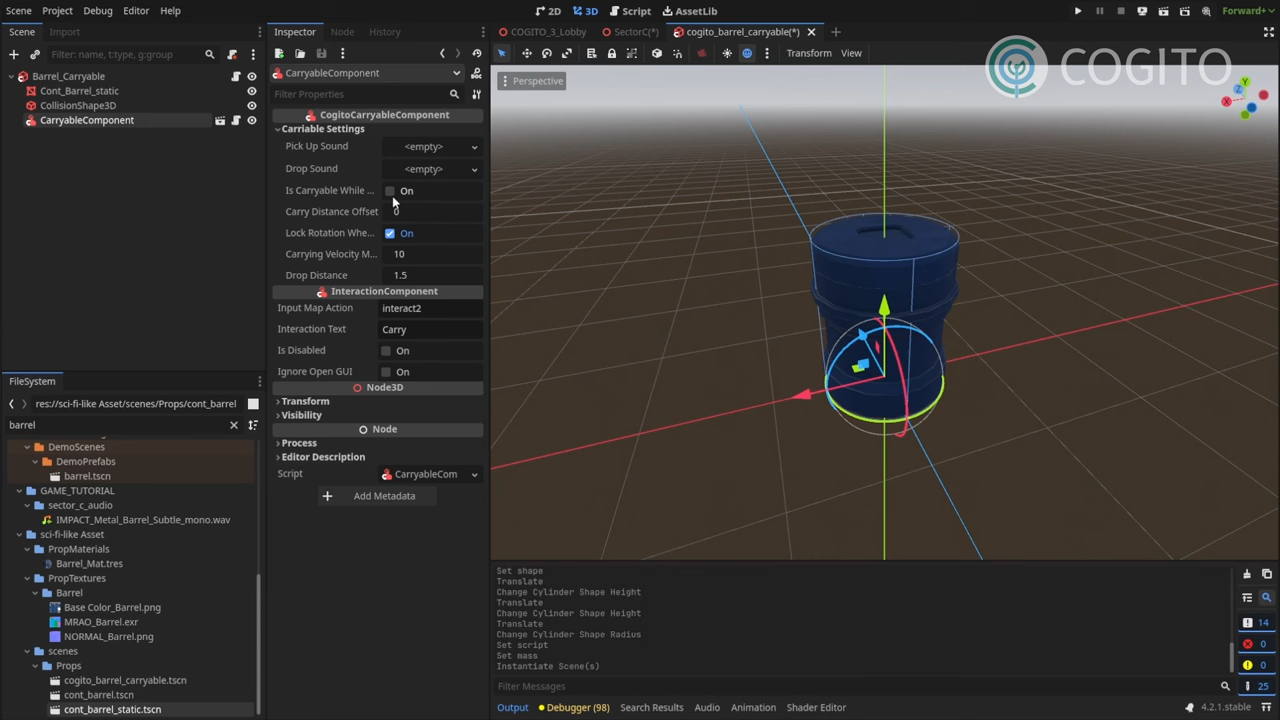 Scene Project Debug Editor Help
2D 3D Script AssetLib
Forward+
Scene Import
Filter: name, t:type, g:group
Barrel_Carryable
Cont_Barrel_static
CollisionShape3D
CarryableComponent
FileSystem
res://sci-fi-like Asset/scenes/Props/cont_barrel
barrel
DemoScenes
DemoPrefabs
barrel.tscn
GAME_TUTORIAL
sector_c_audio
IMPACT_Metal_Barrel_Subtle_mono.wav
sci-fi-like Asset
PropMaterials
Barrel_Mat.tres
PropTextures
Barrel
Base Color_Barrel.png
MRAO_Barrel.exr
NORMAL_Barrel.png
scenes
Props
cogito_barrel_carryable.tscn
cont_barrel.tscn
cont_barrel_static.tscn
Inspector Node History
CarryableComponent
Filter Properties
CogitoCarryableComponent
Carriable Settings
Pick Up Sound <empty>
Drop Sound <empty>
Is Carryable While ... On
Carry Distance Offset 0
Lock Rotation Whe... On
Carrying Velocity M... 10
Drop Distance 1.5
InteractionComponent
Input Map Action interact2
Interaction Text Carry
Is Disabled On
Ignore Open GUI On
Node3D
Transform
Visibility
Node
Process
Editor Description
Script CarryableCom
Add Metadata
COGITO_3_Lobby SectorC(*) cogito_barrel_carryable(*)
Transform View
Perspective
COGITO
X Y Z
Set shape
Translate
Change Cylinder Shape Height
Translate
Change Cylinder Shape Height
Translate
Change Cylinder Shape Radius
Set script
Set mass
Instantiate Scene(s)
14
0
0
25
Filter Messages
Output Debugger (98) Search Results Audio Animation Shader Editor 4.2.1.stable